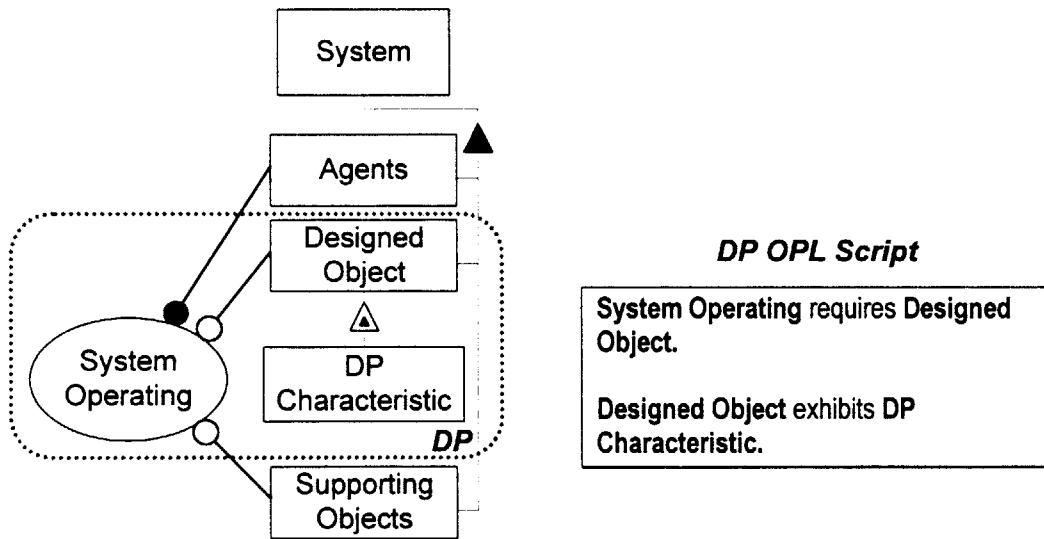 System
Agents
Designed
Object
System
Operating
DP
Characteristic
DP
Supporting
Objects
DP OPL Script
System Operating requires Designed
Object.
Designed Object exhibits DP
Characteristic.